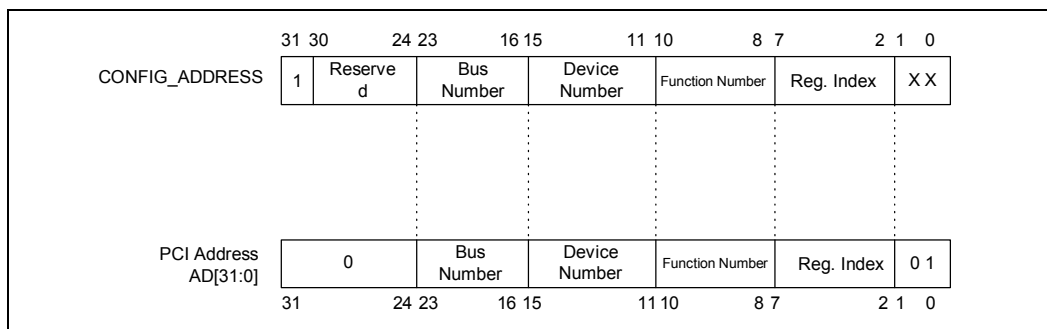 31 30 24 23 16 15 11 10 8 7 2 1 0
CONFIG_ADDRESS
1
Reserve
d
Bus
Number
Device
Number
Function Number
Reg. Index
X X
PCI Address
AD[31:0]
0
Bus
Number
Device
Number
Function Number
Reg. Index
0 1
31 24 23 16 15 11 10 8 7 2 1 0